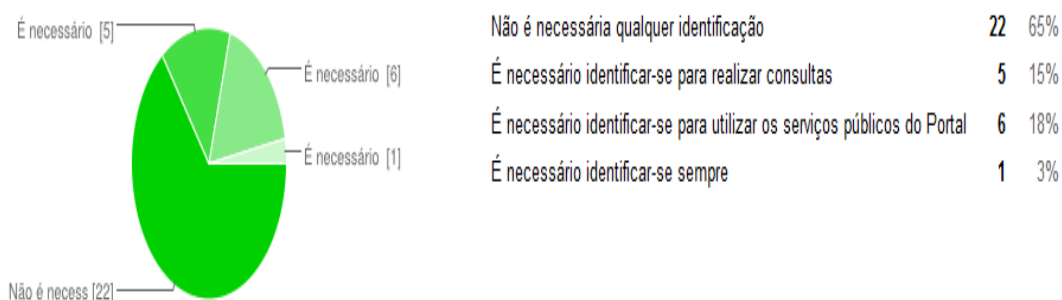 É necessário [5]
É necessário [6]
É necessário [1]
Não é necess [22]
Não é necessária qualquer identificação 22 65%
É necessário identificar-se para realizar consultas 5 15%
É necessário identificar-se para utilizar os serviços públicos do Portal 6 18%
É necessário identificar-se sempre 1 3%